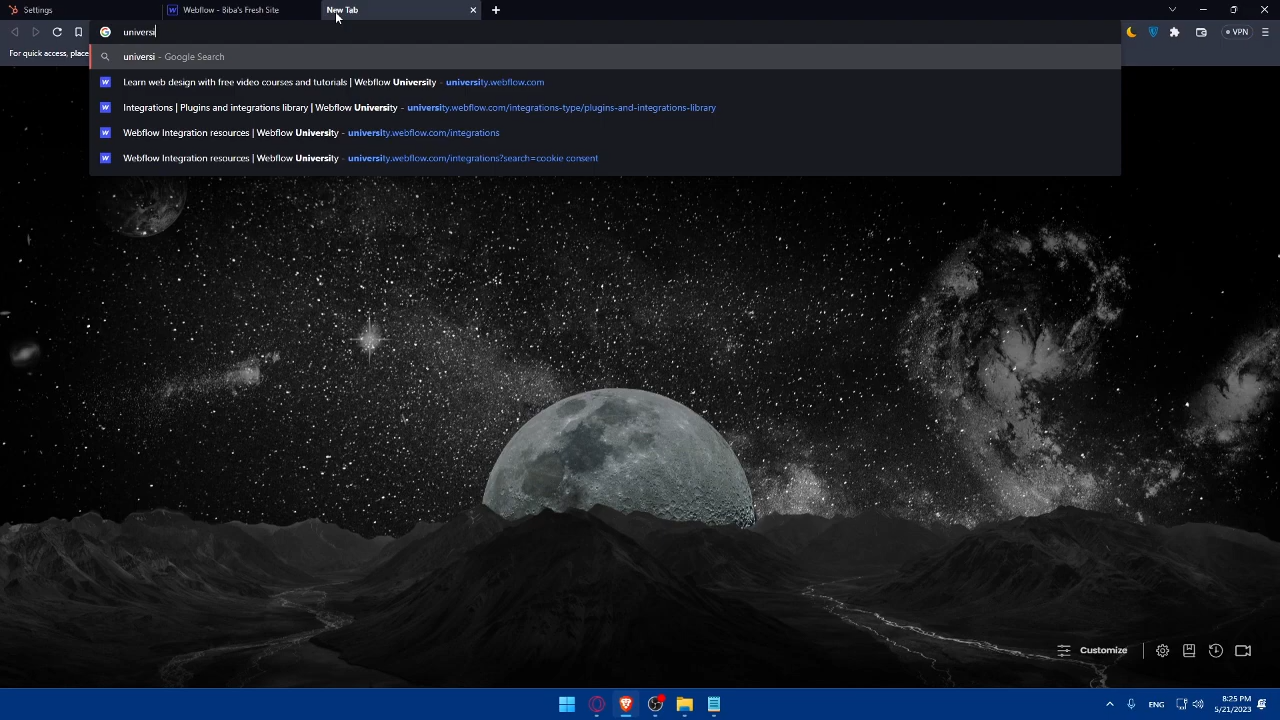 Settings
Webflow - Biba's Fresh Site
New Tab
universi
VPN
For quick access, place
universi - Google Search
Learn web design with free video courses and tutorials | Webflow University - university.webflow.com
Integrations | Plugins and integrations library | Webflow University - university.webflow.com/integrations-type/plugins-and-integrations-library
Webflow Integration resources | Webflow University - university.webflow.com/integrations
Webflow Integration resources | Webflow University - university.webflow.com/integrations?search=cookie consent
Customize
ENG
8:25 PM
5/21/2023